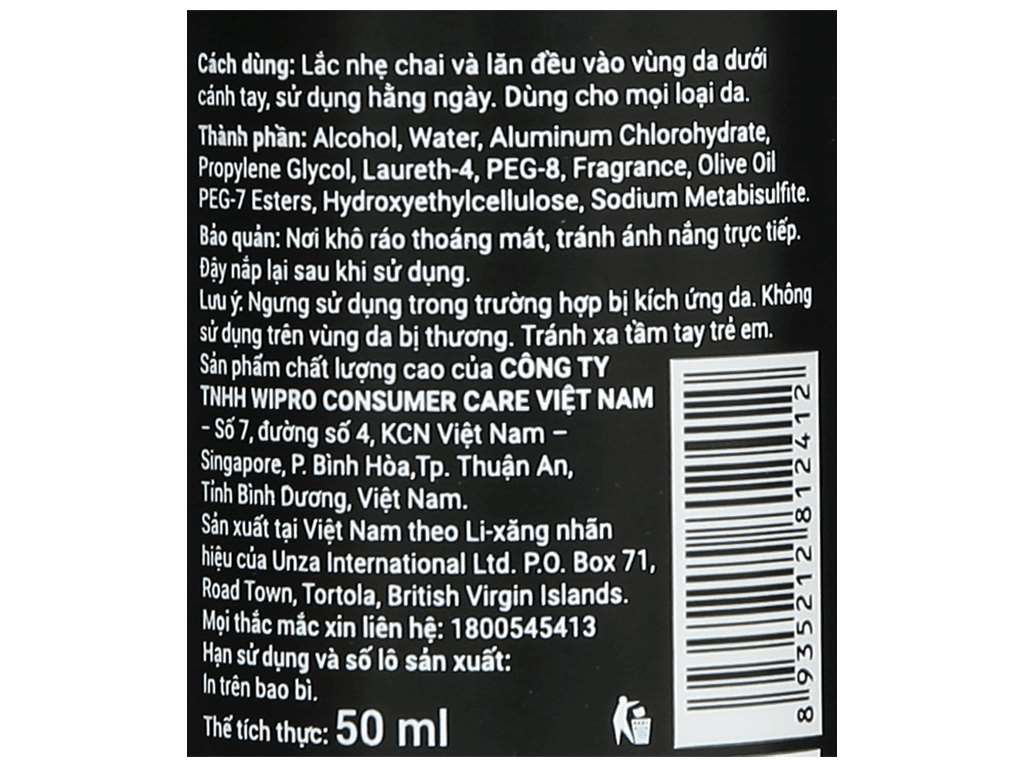 Cách dùng: Lắc nhẹ chai và lăn đều vào vùng da dưới
cánh tay, sử dụng hằng ngày. Dùng cho mọi loại da.
Thành phần: Alcohol, Water, Aluminum Chlorohydrate,
Propylene Glycol, Laureth-4, PEG-8, Fragrance, Olive Oil
PEG-7 Esters, Hydroxyethylcellulose, Sodium Metabisulfite.
Bảo quản: Nơi khô ráo thoáng mát, tránh ánh nắng trực tiếp.
Đậy nắp lại sau khi sử dụng.
Lưu ý: Ngưng sử dụng trong trường hợp bị kích ứng da. Không
sử dụng trên vùng da bị thương. Tránh xa tầm tay trẻ em.
Sản phẩm chất lượng cao của CÔNG TY
TNHH WIPRO CONSUMER CARE VIỆT NAM
- Số 7, đường số 4, KCN Việt Nam –
Singapore, P. Bình Hòa,Tp. Thuận An,
Tỉnh Bình Dương, Việt Nam.
Sản xuất tại Việt Nam theo Li-xăng nhãn
hiệu của Unza International Ltd. P.O. Box 71,
Road Town, Tortola, British Virgin Islands.
Mọi thắc mắc xin liên hệ: 1800545413
Hạn sử dụng và số lô sản xuất:
In trên bao bì.
Thể tích thực: 50 ml
8 935212 812412